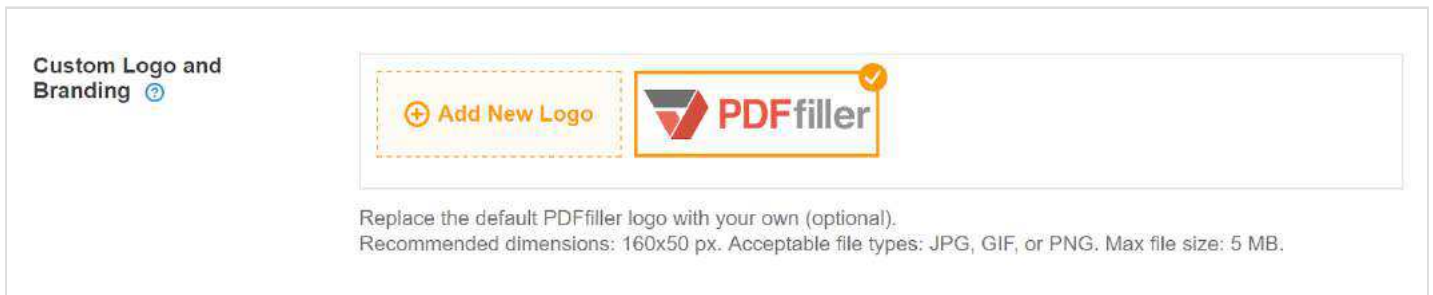 Custom Logo and
Branding ?
+ Add New Logo
PDFfiller
Replace the default PDFfiller logo with your own (optional).
Recommended dimensions: 160x50 px. Acceptable file types: JPG, GIF, or PNG. Max file size: 5 MB.